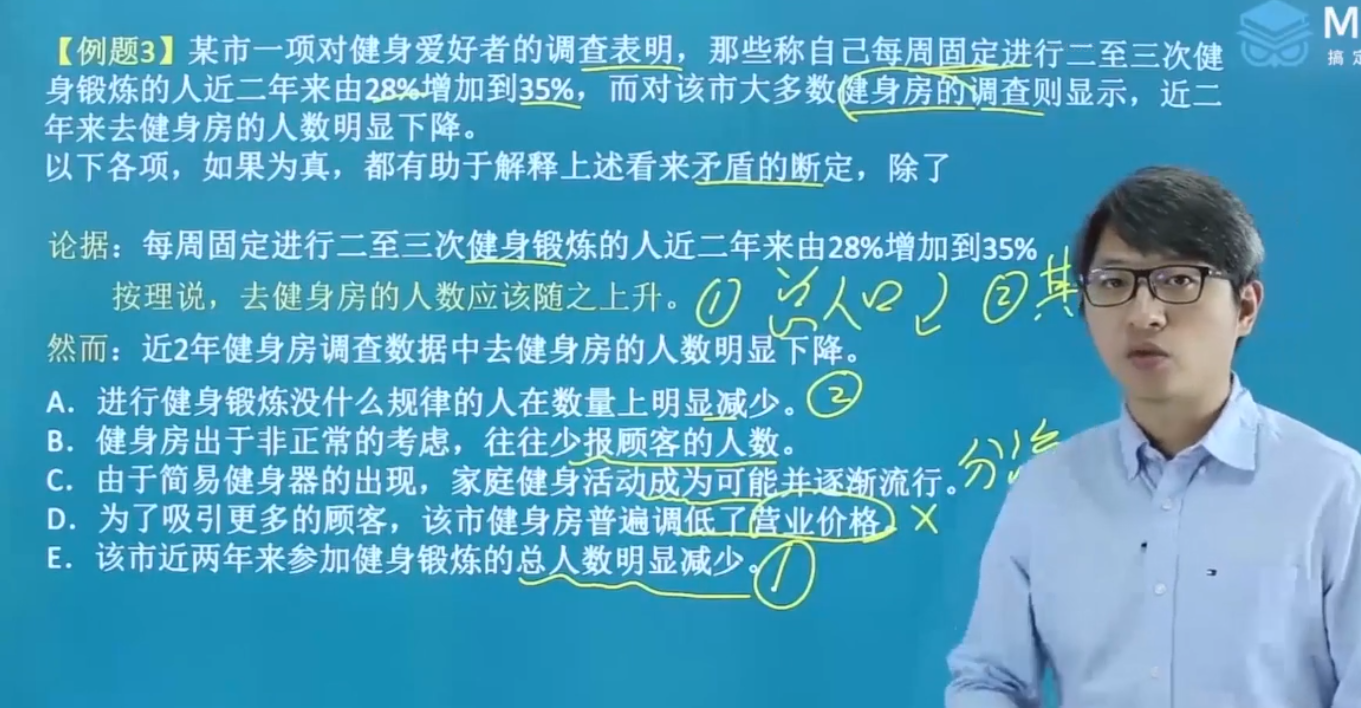 【例题3】某市一项对健身爱好者的调查表明，那些称自己每周固定进行二至三次健
身锻炼的人近二年来由28%增加到35%，而对该市大多数健身房的调查则显示，近二
年来去健身房的人数明显下降。
以下各项，如果为真，都有助于解释上述看来矛盾的断定，除了
论据：每周固定进行二至三次健身锻炼的人近二年来由28%增加到35%
按理说，去健身房的人数应该随之上升。① 总人口 ②其
然而：近2年健身房调查数据中去健身房的人数明显下降。
A．进行健身锻炼没什么规律的人在数量上明显减少。②
B．健身房出于非正常的考虑，往往少报顾客的人数。
C．由于简易健身器的出现，家庭健身活动成为可能并逐渐流行。分流
D．为了吸引更多的顾客，该市健身房普遍调低了营业价格。×
E．该市近两年来参加健身锻炼的总人数明显减少。①
M
搞定